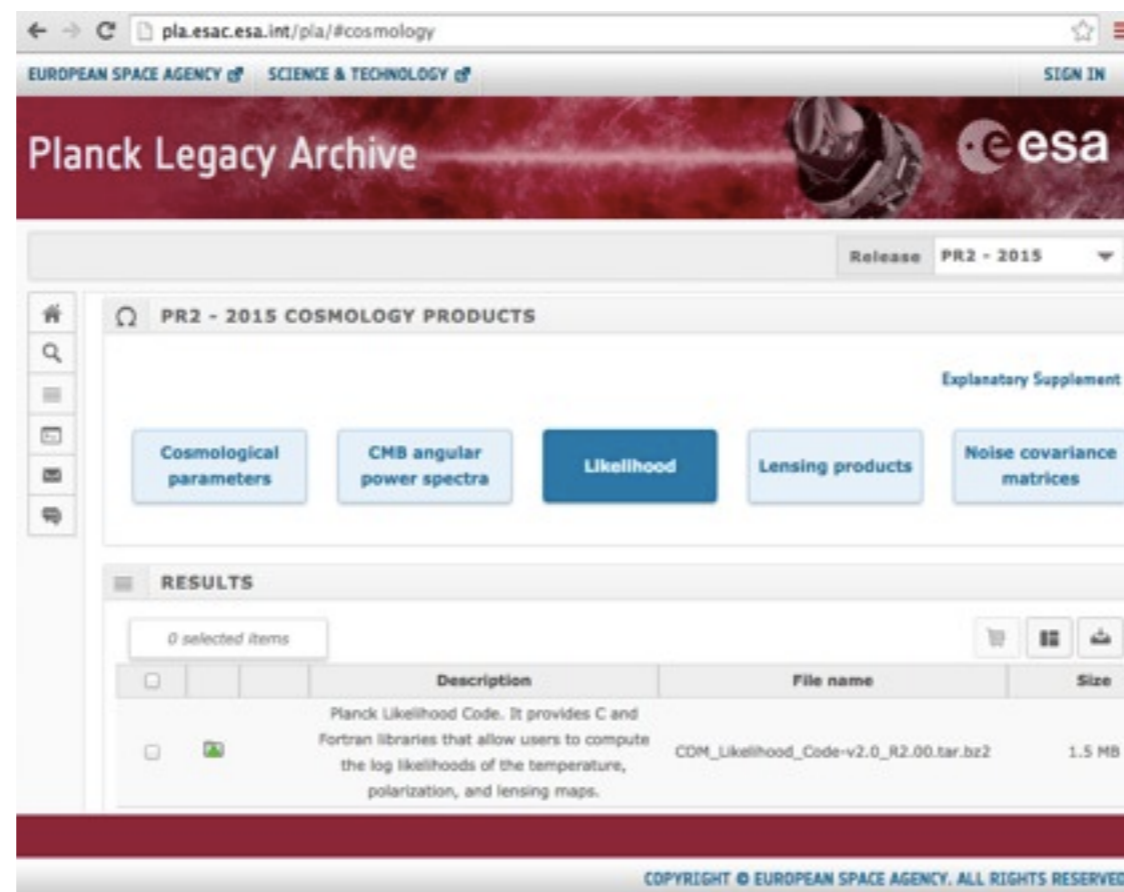 pla.esac.esa.int/pla/#cosmology
EUROPEAN SPACE AGENCY SCIENCE & TECHNOLOGY SIGN IN
Planck Legacy Archive
esa
Release PR2 - 2015
Ω PR2 - 2015 COSMOLOGY PRODUCTS
Explanatory Supplement
Cosmological CMB angular Likelihood Lensing products Noise covariance
parameters power spectra matrices
RESULTS
0 selected items
Description File name Size
Planck Likelihood Code. It provides C and
Fortran libraries that allow users to compute
the log likelihoods of the temperature,
polarization, and lensing maps.
COM_Likelihood_Code-v2.0_R2.00.tar.bz2 1.5 MB
COPYRIGHT © EUROPEAN SPACE AGENCY. ALL RIGHTS RESERVED